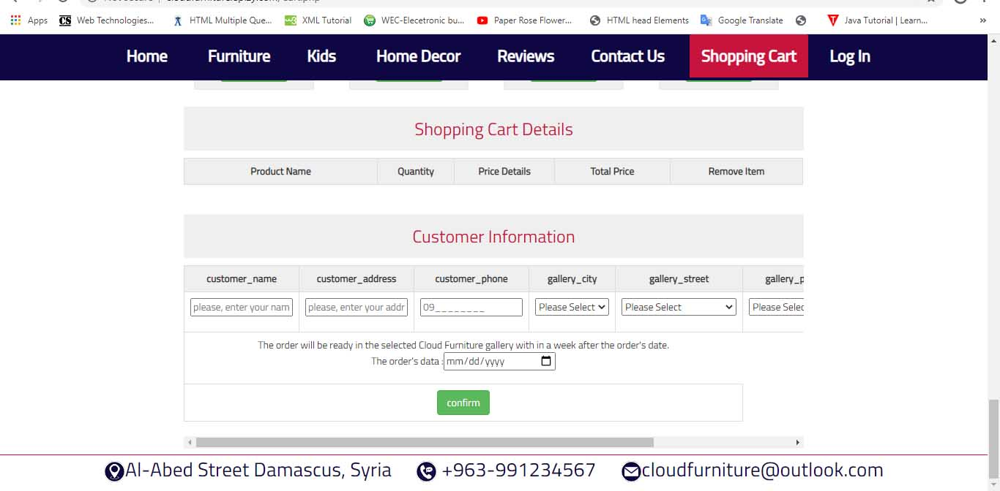 Apps Web Technologies... HTML Multiple Que... XML Tutorial WEC-Elecetronic bu... Paper Rose Flower... HTML head Elements Google Translate Java Tutorial | Learn... »
Home Furniture Kids Home Decor Reviews Contact Us Shopping Cart Log In
Shopping Cart Details
Product Name Quantity Price Details Total Price Remove Item
Customer Information
customer_name customer_address customer_phone gallery_city gallery_street gallery_p
please, enter your nam please, enter your addr 09________ Please Select Please Select Please Selec
The order will be ready in the selected Cloud Furniture gallery with in a week after the order's date.
The order's data : mm/dd/yyyy
confirm
Al-Abed Street Damascus, Syria +963-991234567 cloudfurniture@outlook.com